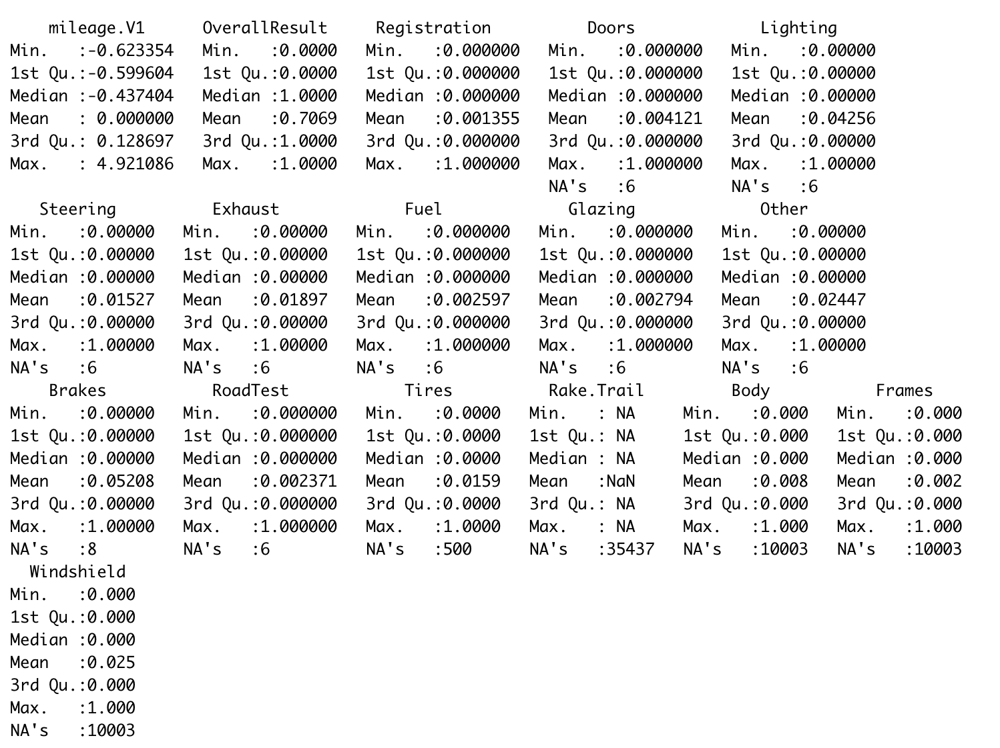 mileage.V1      OverallResult     Registration          Doors             Lighting
Min.   :-0.623354   Min.   :0.0000   Min.   :0.000000   Min.   :0.000000   Min.   :0.00000
1st Qu.:-0.599604   1st Qu.:0.0000   1st Qu.:0.000000   1st Qu.:0.000000   1st Qu.:0.00000
Median :-0.437404   Median :1.0000   Median :0.000000   Median :0.000000   Median :0.00000
Mean   : 0.000000   Mean   :0.7069   Mean   :0.001355   Mean   :0.004121   Mean   :0.04256
3rd Qu.: 0.128697   3rd Qu.:1.0000   3rd Qu.:0.000000   3rd Qu.:0.000000   3rd Qu.:0.00000
Max.   : 4.921086   Max.   :1.0000   Max.   :1.000000   Max.   :1.000000   Max.   :1.00000
                                                        NA's   :6          NA's   :6
   Steering          Exhaust             Fuel             Glazing             Other
Min.   :0.00000   Min.   :0.00000   Min.   :0.000000   Min.   :0.000000   Min.   :0.00000
1st Qu.:0.00000   1st Qu.:0.00000   1st Qu.:0.000000   1st Qu.:0.000000   1st Qu.:0.00000
Median :0.00000   Median :0.00000   Median :0.000000   Median :0.000000   Median :0.00000
Mean   :0.01527   Mean   :0.01897   Mean   :0.002597   Mean   :0.002794   Mean   :0.02447
3rd Qu.:0.00000   3rd Qu.:0.00000   3rd Qu.:0.000000   3rd Qu.:0.000000   3rd Qu.:0.00000
Max.   :1.00000   Max.   :1.00000   Max.   :1.000000   Max.   :1.000000   Max.   :1.00000
NA's   :6         NA's   :6         NA's   :6          NA's   :6          NA's   :6
    Brakes           RoadTest            Tires          Rake.Trail         Body           Frames
Min.   :0.00000   Min.   :0.000000   Min.   :0.0000   Min.   : NA     Min.   :0.000   Min.   :0.000
1st Qu.:0.00000   1st Qu.:0.000000   1st Qu.:0.0000   1st Qu.: NA     1st Qu.:0.000   1st Qu.:0.000
Median :0.00000   Median :0.000000   Median :0.0000   Median : NA     Median :0.000   Median :0.000
Mean   :0.05208   Mean   :0.002371   Mean   :0.0159   Mean   :NaN     Mean   :0.008   Mean   :0.002
3rd Qu.:0.00000   3rd Qu.:0.000000   3rd Qu.:0.0000   3rd Qu.: NA     3rd Qu.:0.000   3rd Qu.:0.000
Max.   :1.00000   Max.   :1.000000   Max.   :1.0000   Max.   : NA     Max.   :1.000   Max.   :1.000
NA's   :8         NA's   :6          NA's   :500      NA's   :35437   NA's   :10003   NA's   :10003
  Windshield
Min.   :0.000
1st Qu.:0.000
Median :0.000
Mean   :0.025
3rd Qu.:0.000
Max.   :1.000
NA's   :10003